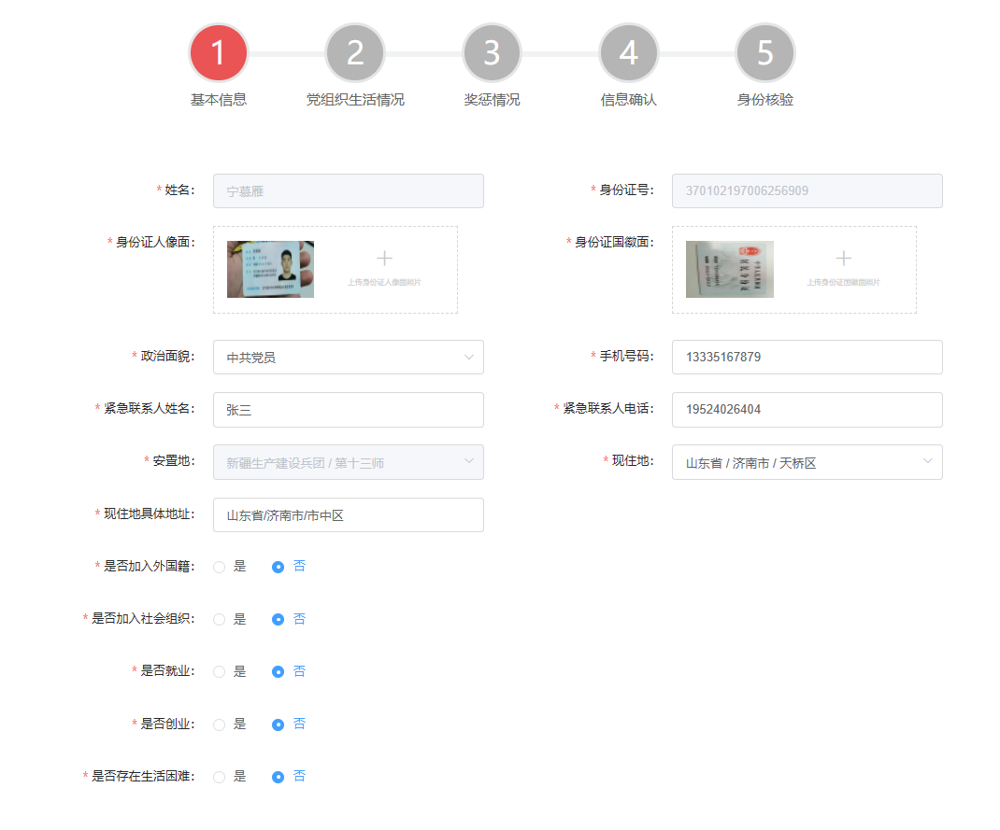 1 2 3 4 5
基本信息 党组织生活情况 奖惩情况 信息确认 身份核验
* 姓名: 宁慕雁 * 身份证号: 370102197006256909
* 身份证人像面: 上传身份证人像面照片 * 身份证国徽面: 上传身份证国徽面照片
* 政治面貌: 中共党员 * 手机号码: 13335167879
* 紧急联系人姓名: 张三 * 紧急联系人电话: 19524026404
* 安置地: 新疆生产建设兵团 / 第十三师 * 现住地: 山东省 / 济南市 / 天桥区
* 现住地具体地址: 山东省/济南市/市中区
* 是否加入外国籍: 是 否
* 是否加入社会组织: 是 否
* 是否就业: 是 否
* 是否创业: 是 否
* 是否存在生活困难: 是 否